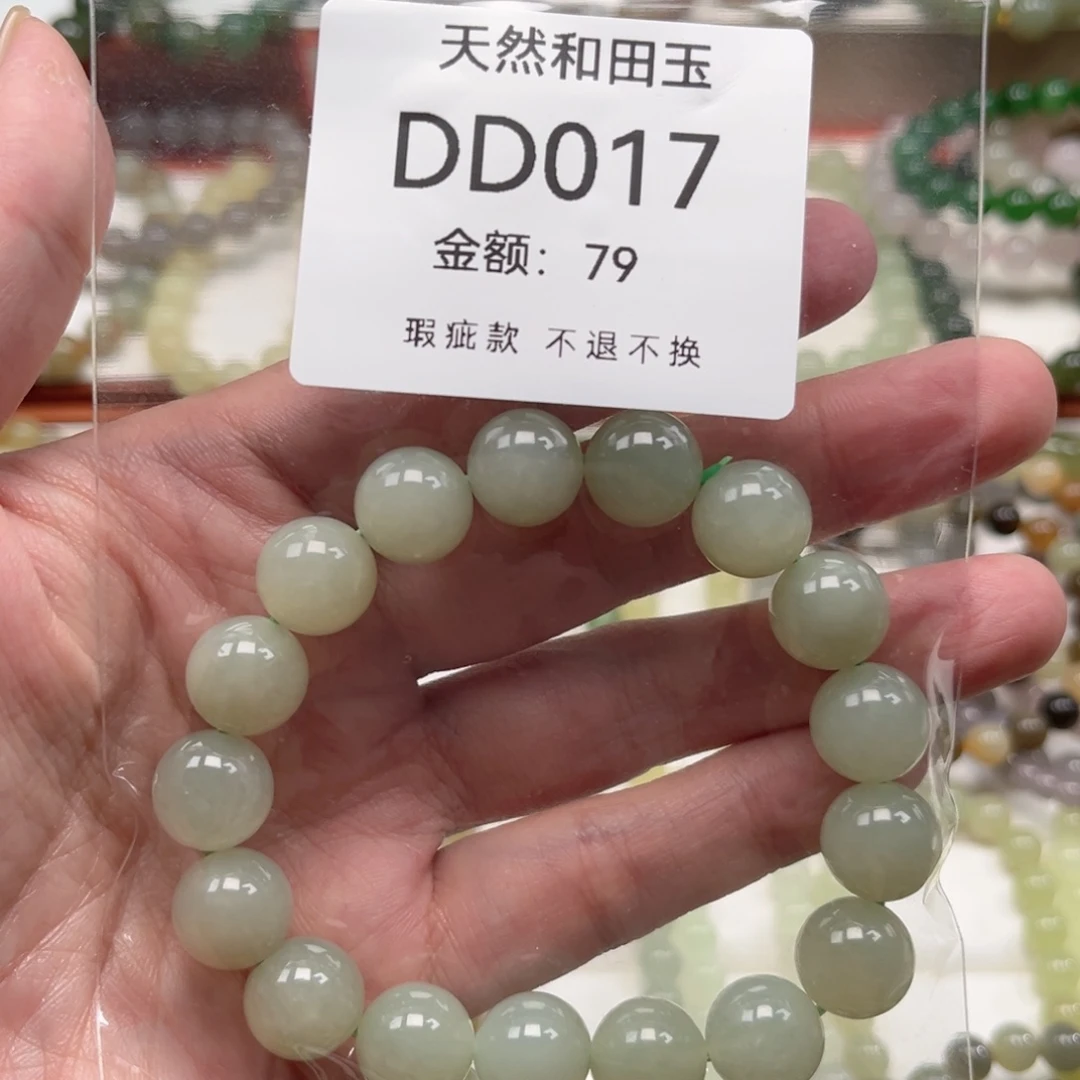 天然和田玉
DD017
金额：79
瑕疵款 不退不换